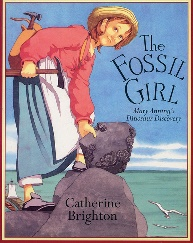 The
FOSSIL
GIRL
Mary Anning's
Dinosaur Discovery
Catherine
Brighton